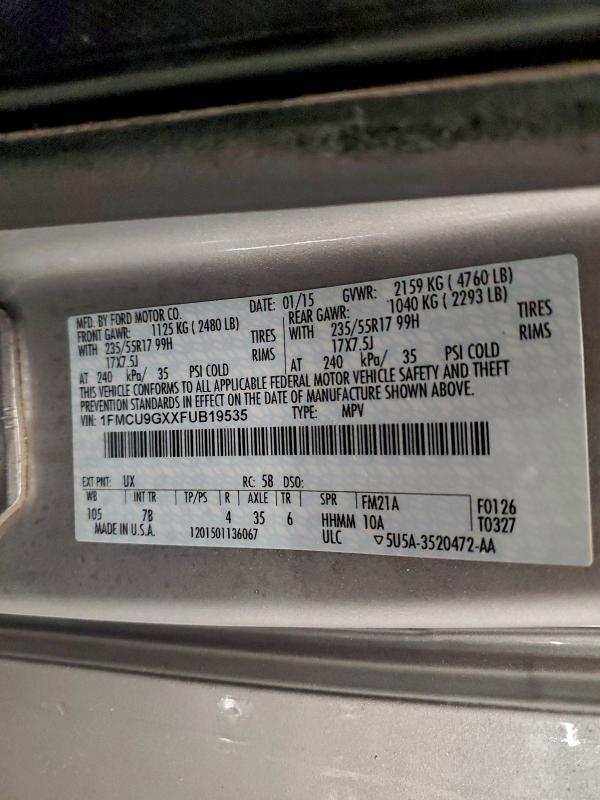 MFD. BY FORD MOTOR CO. DATE: 01/15 GVWR: 2159 KG ( 4760 LB)
FRONT GAWR: 1125 KG ( 2480 LB) REAR GAWR: 1040 KG ( 2293 LB)
WITH 235/55R17 99H TIRES WITH 235/55R17 99H TIRES
17X7.5J RIMS 17X7.5J RIMS
AT 240 kPa/ 35 PSI COLD AT 240 kPa/ 35 PSI COLD
THIS VEHICLE CONFORMS TO ALL APPLICABLE FEDERAL MOTOR VEHICLE SAFETY AND THEFT
PREVENTION STANDARDS IN EFFECT ON THE DATE OF MANUFACTURE SHOWN ABOVE.
VIN: 1FMCU9GXXFUB19535 TYPE: MPV
EXT PNT: UX RC: 58 DSO:
WB INT TR TP/PS R AXLE TR SPR FM21A F0126
105 7B 4 35 6 HHMM 10A T0327
MADE IN U.S.A. 1201501136067 ULC ▽5U5A-3520472-AA